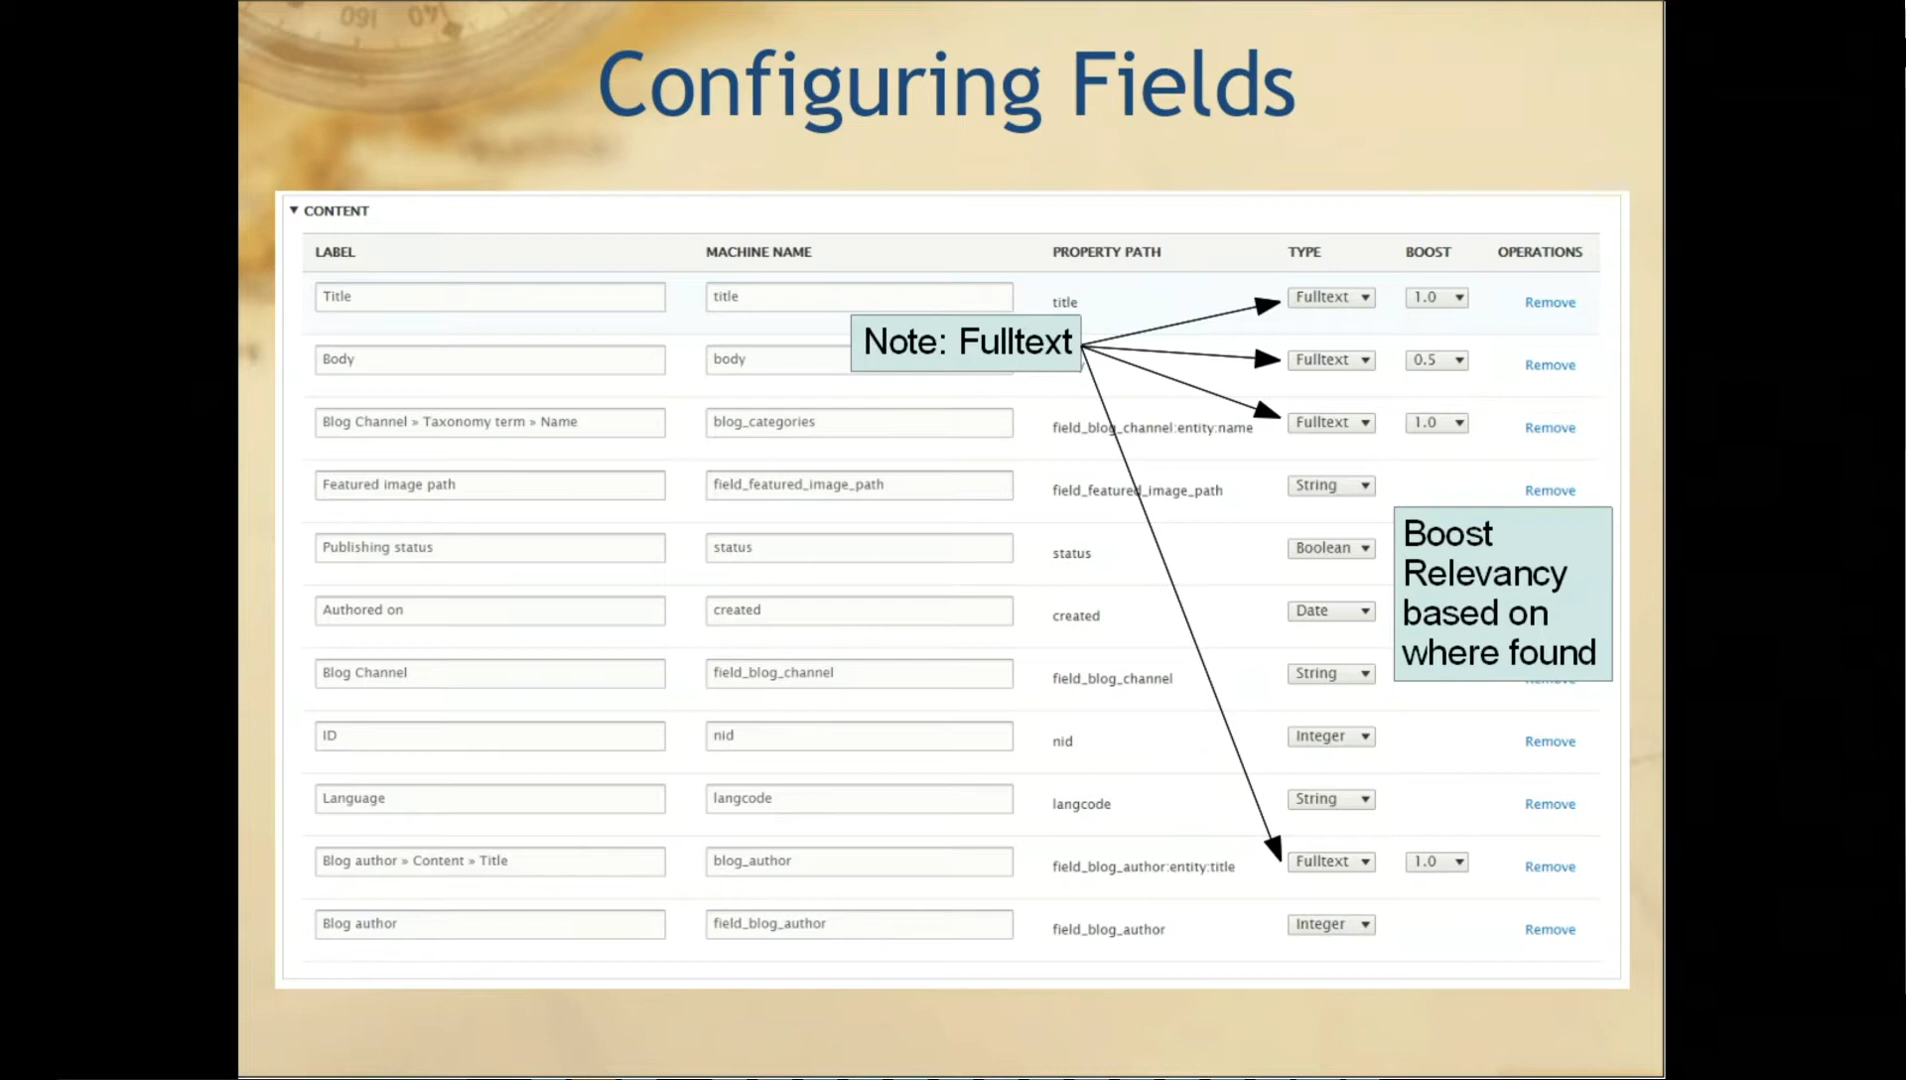 160 140
Configuring Fields
▼ CONTENT
LABEL MACHINE NAME PROPERTY PATH TYPE BOOST OPERATIONS
Title title title Fulltext 1.0 Remove
Note: Fulltext
Body body Fulltext 0.5 Remove
Blog Channel » Taxonomy term » Name blog_categories field_blog_channel:entity:name Fulltext 1.0 Remove
Featured image path field_featured_image_path field_featured_image_path String Remove
Publishing status status status Boolean
Authored on created created Date
Blog Channel field_blog_channel field_blog_channel String
Boost
Relevancy
based on
where found
ID nid nid Integer Remove
Language langcode langcode String Remove
Blog author » Content » Title blog_author field_blog_author:entity:title Fulltext 1.0 Remove
Blog author field_blog_author field_blog_author Integer Remove